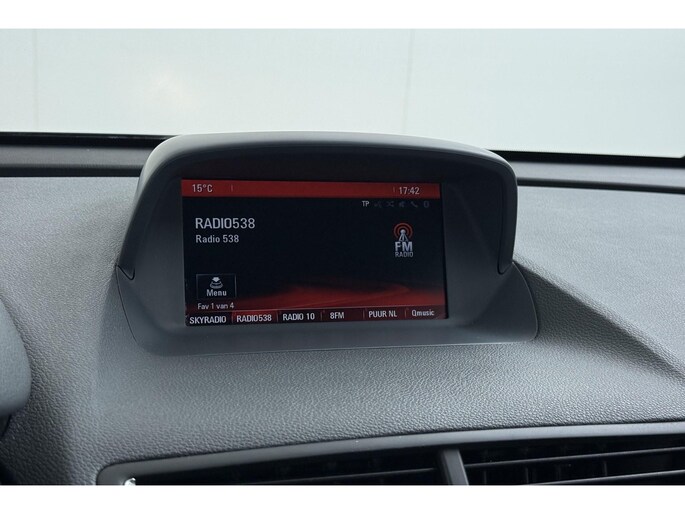 15°C 17:42
TP
RADIO538
Radio 538
FM
RADIO
Menu
Fav 1 van 4
SKYRADIO RADIO538 RADIO 10 8FM PUUR NL Qmusic